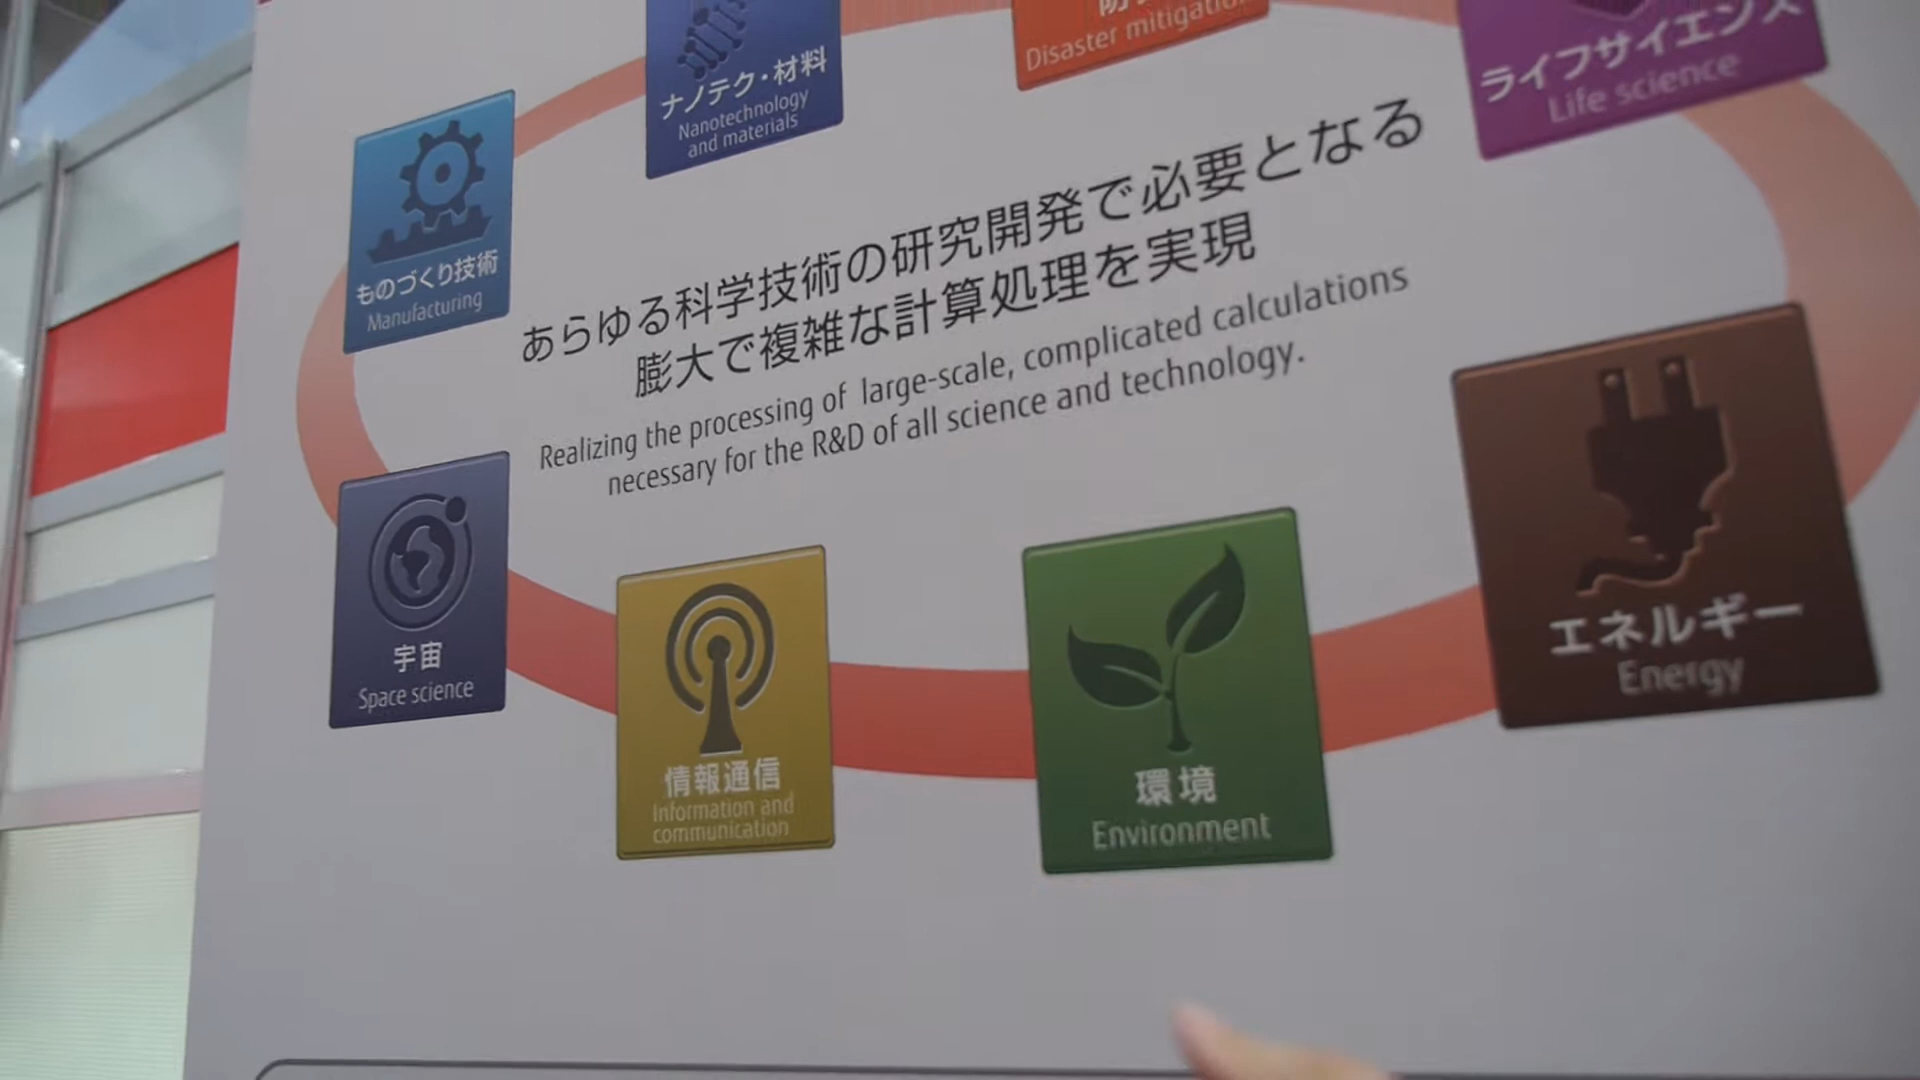 ナノテク・材料
Nanotechnology
and materials
Disaster mitigation
ライフサイエンス
Life science
ものづくり技術
Manufacturing
あらゆる科学技術の研究開発で必要となる
膨大で複雑な計算処理を実現
Realizing the processing of large-scale, complicated calculations
necessary for the R&D of all science and technology.
宇宙
Space science
情報通信
Information and
communication
環境
Environment
エネルギー
Energy